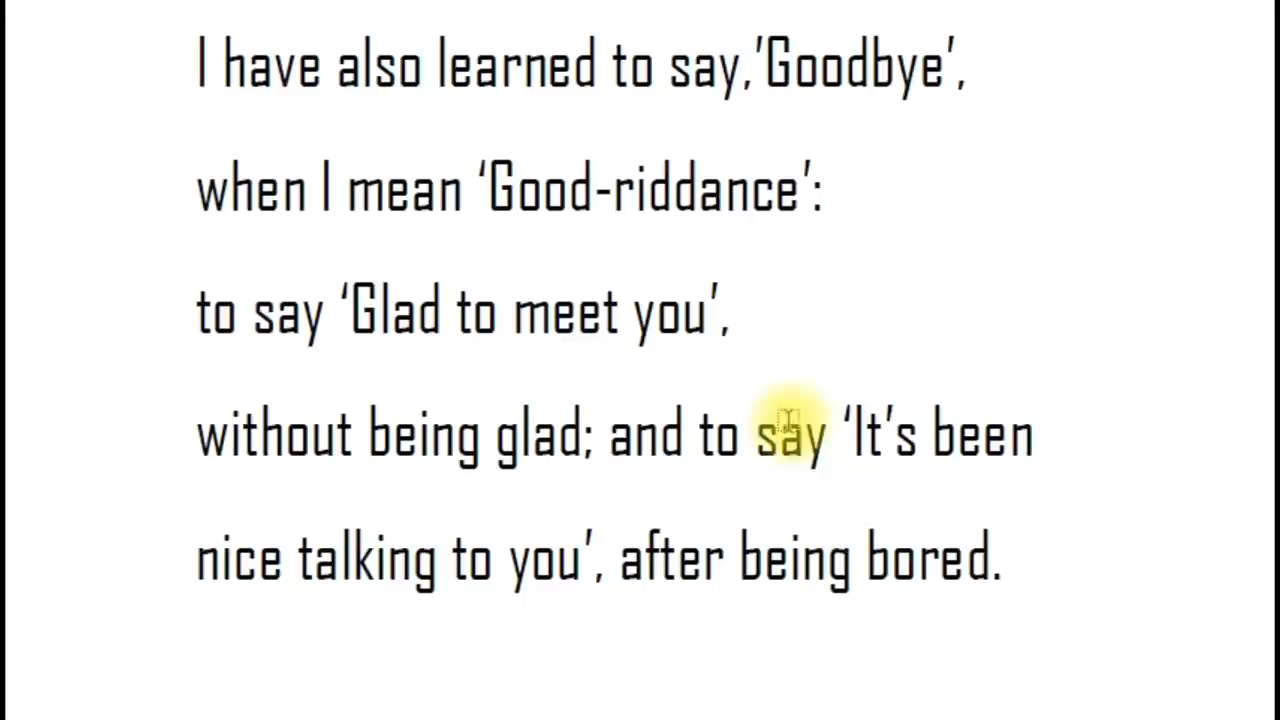 I have also learned to say,'Goodbye',
when I mean ‘Good-riddance’:
to say ‘Glad to meet you’,
without being glad; and to say ‘It’s been
nice talking to you’, after being bored.